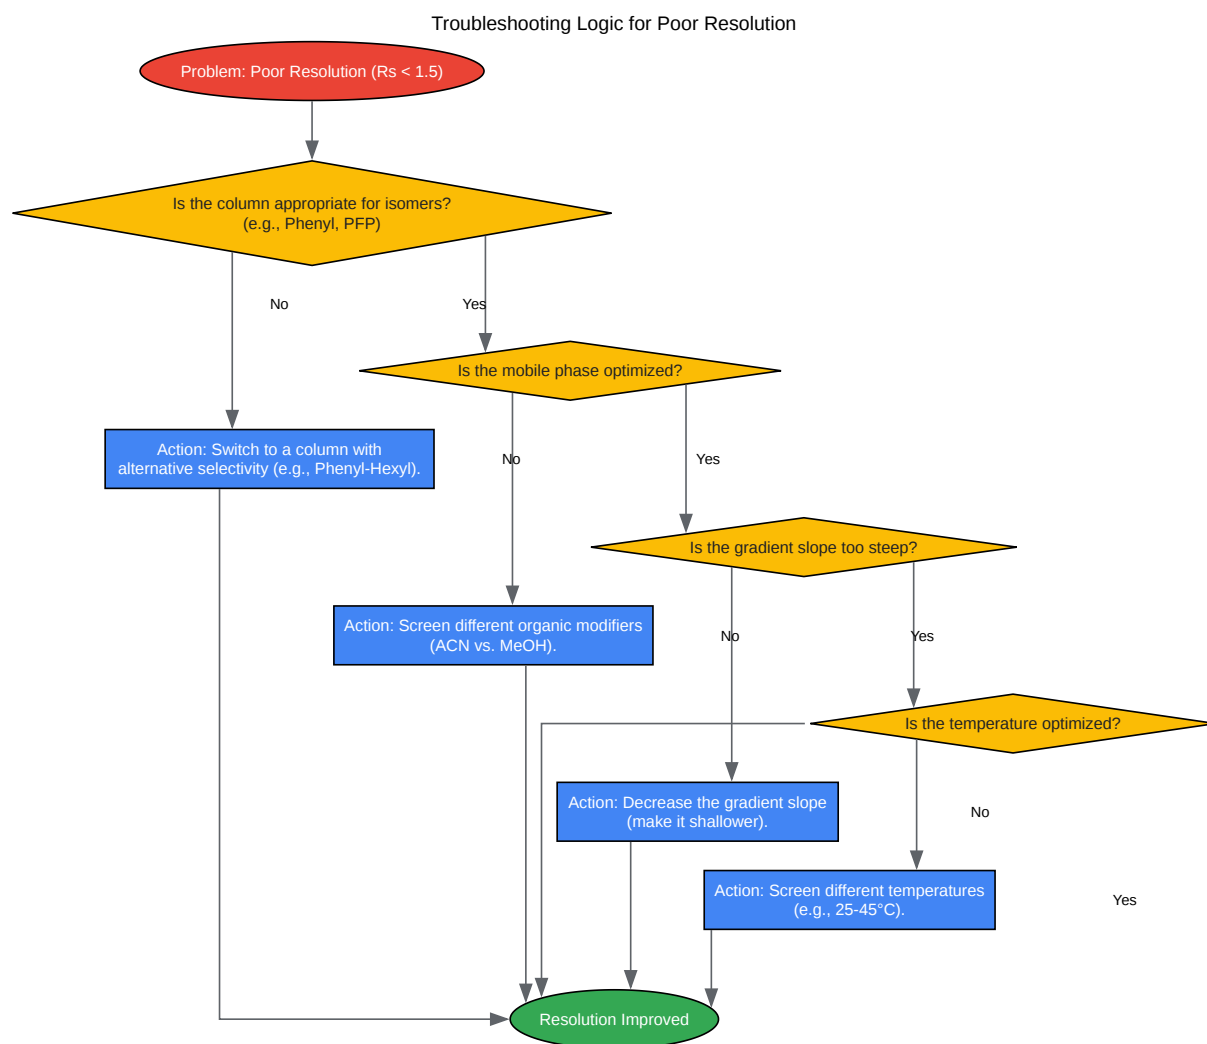 Troubleshooting Logic for Poor Resolution
Problem: Poor Resolution (Rs < 1.5)
Is the column appropriate for isomers?
(e.g., Phenyl, PFP)
No
Yes
Is the mobile phase optimized?
Action: Switch to a column with
alternative selectivity (e.g., Phenyl-Hexyl).
No
Yes
Is the gradient slope too steep?
Action: Screen different organic modifiers
(ACN vs. MeOH).
No
Yes
Is the temperature optimized?
Action: Decrease the gradient slope
(make it shallower).
No
Action: Screen different temperatures
(e.g., 25-45°C).
Yes
Resolution Improved